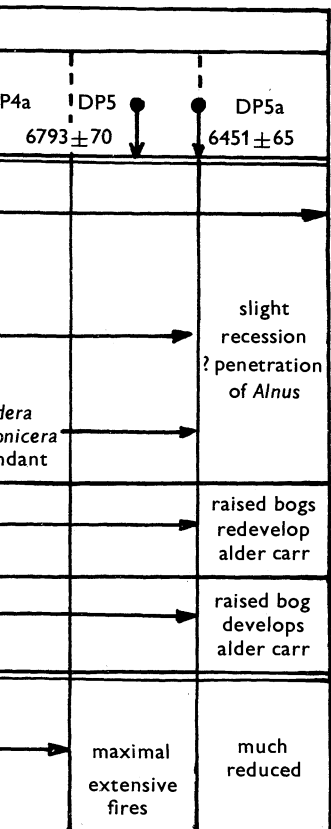 P4a DP5 DP5a
6793±70 6451±65
slight
recession
? penetration
of Alnus
dera
onicera
ndant
raised bogs
redevelop
alder carr
raised bog
develops
alder carr
maximal
extensive
fires
much
reduced